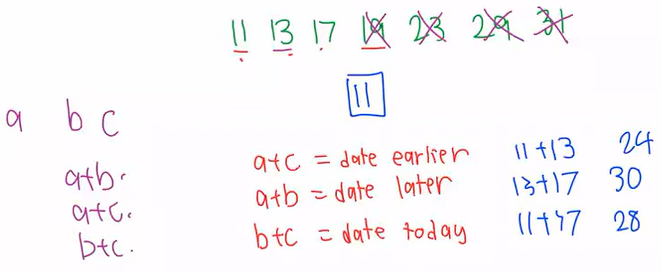 11 13 17 19 23 29 31
11
a b c
a+b.
a+c.
b+c.
a+c = date earlier 11+13 24
a+b = date later 13+17 30
b+c = date today 11+17 28